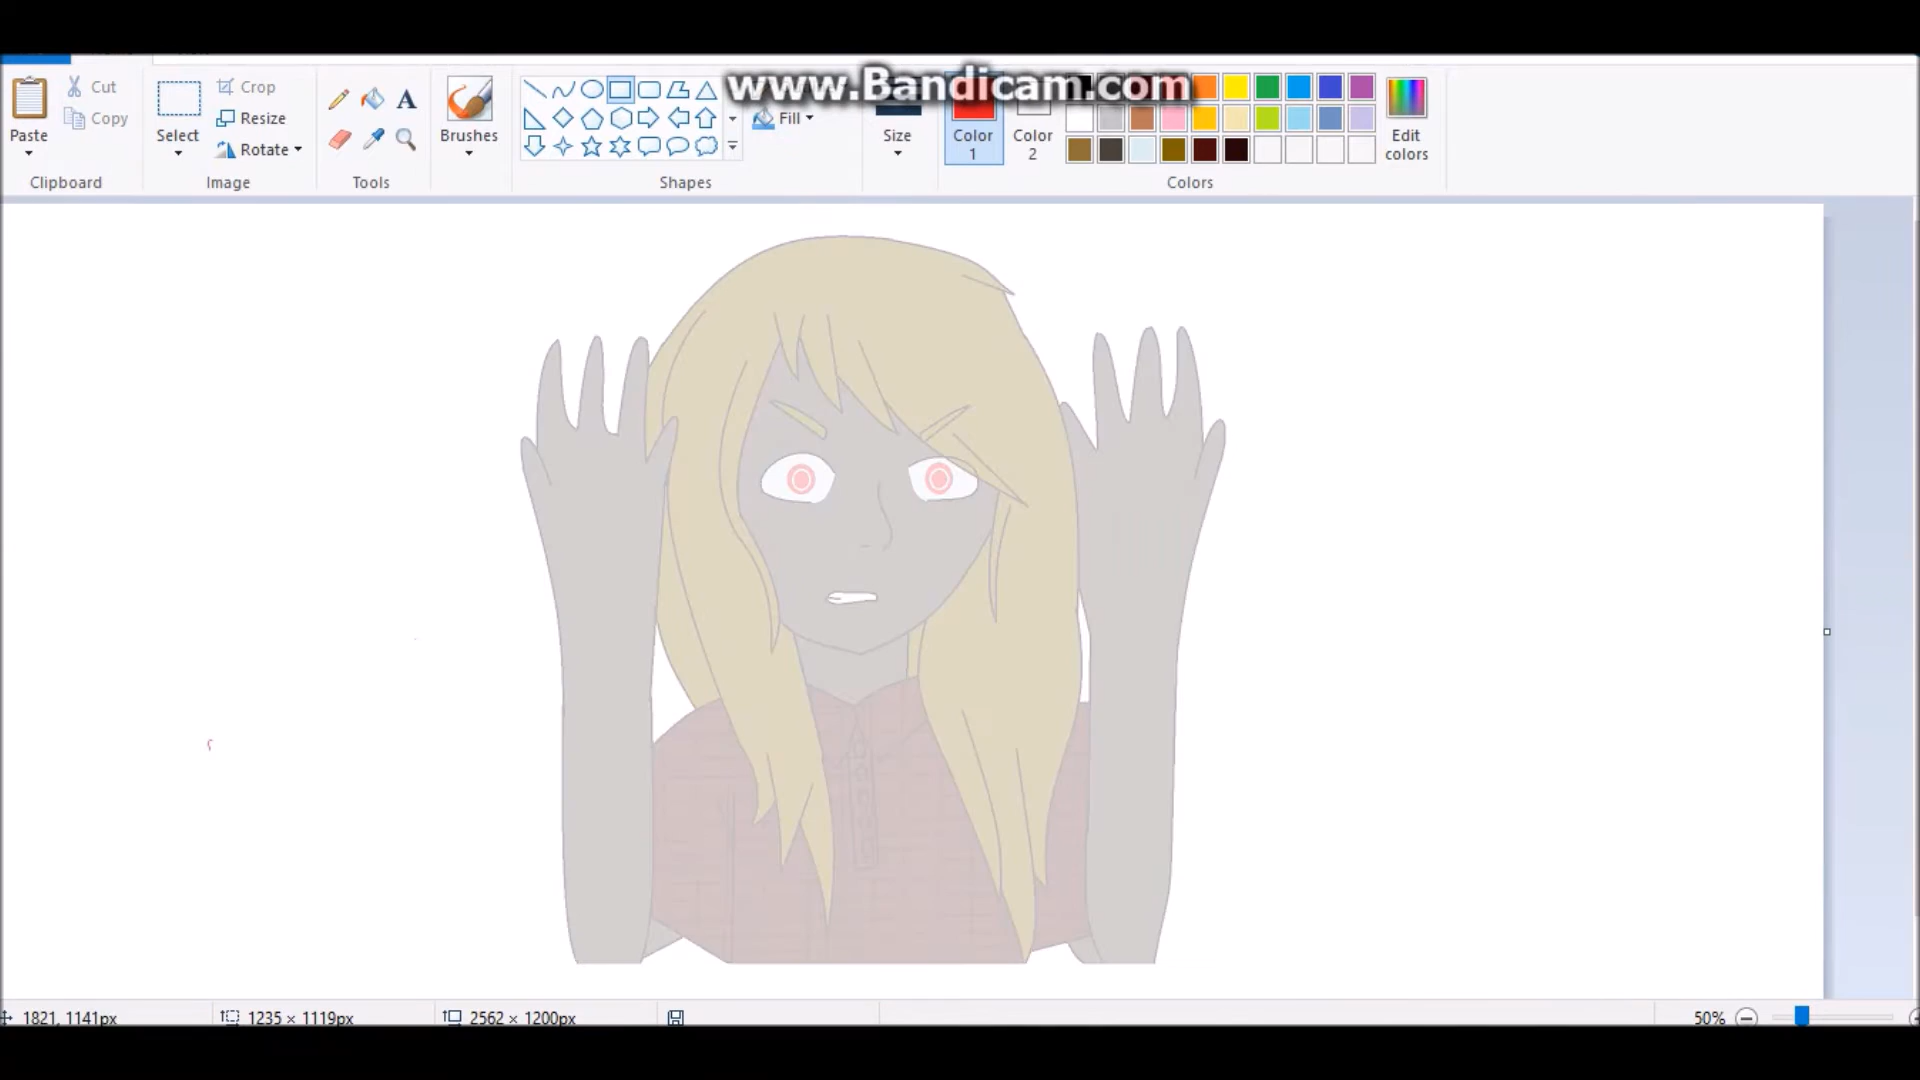 www.Bandicam.com
Cut
Copy
Paste
Clipboard
Crop
Resize
Rotate
Select
Image
Tools
Brushes
Fill
Shapes
Size
Color 1
Color 2
Edit colors
Colors
1821, 1141px
1235 × 1119px
2562 × 1200px
50%